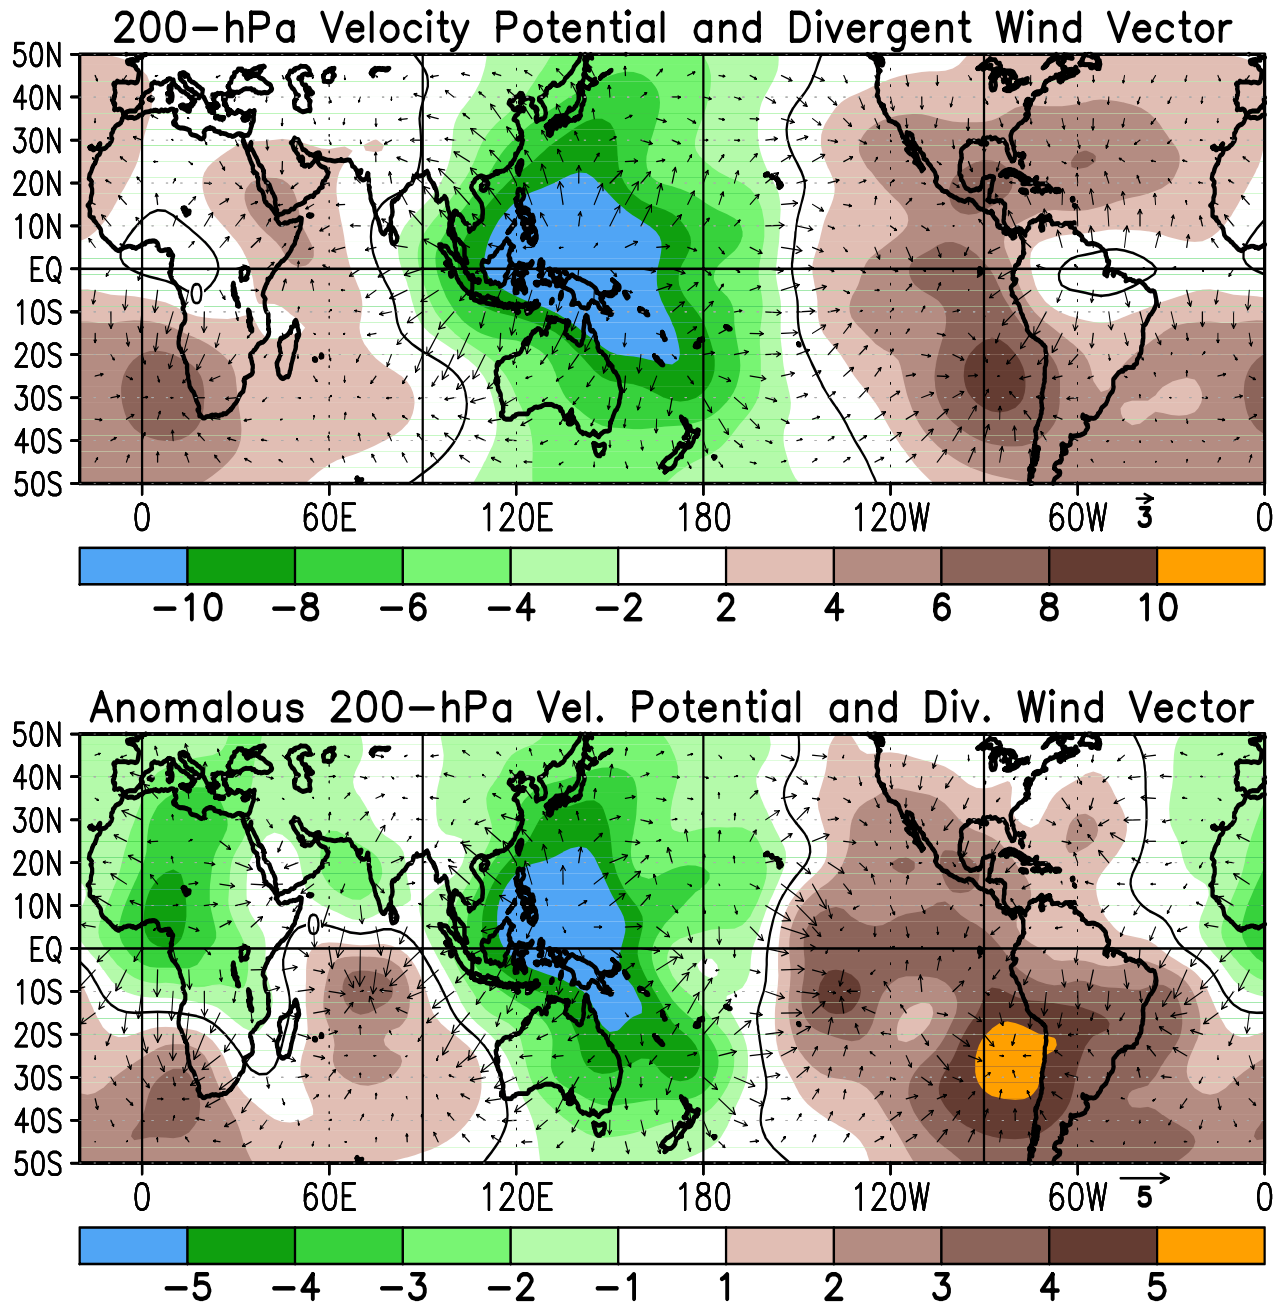 200-hPa Velocity Potential and Divergent Wind Vector
50N
40N
30N
20N
10N
EQ
10S
20S
30S
40S
50S
0
0 60E 120E 180 120W 60W 3 0
-10 -8 -6 -4 -2 2 4 6 8 10
Anomalous 200-hPa Vel. Potential and Div. Wind Vector
50N
40N
30N
20N
10N
EQ
10S
20S
30S
40S
50S
0
0 60E 120E 180 120W 60W 5 0
-5 -4 -3 -2 -1 1 2 3 4 5